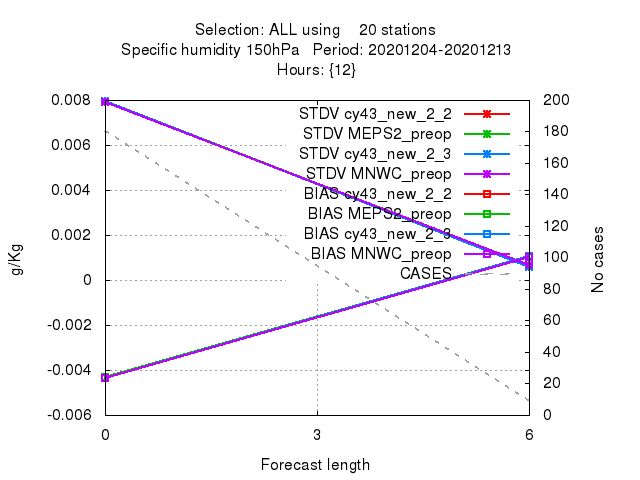 Selection: ALL using 20 stations
Specific humidity 150hPa Period: 20201204-20201213
Hours: {12}
0.008
0.006
0.004
0.002
0
-0.002
-0.004
-0.006
g/Kg
STDV cy43_new_2_2
STDV MEPS2_preop
STDV cy43_new_2_3
STDV MNWC_preop
BIAS cy43_new_2_2
BIAS MEPS2_preop
BIAS cy43_new_2_3
BIAS MNWC_preop
CASES
200
180
160
140
120
100
80
60
40
20
0
No cases
0 3 6
Forecast length